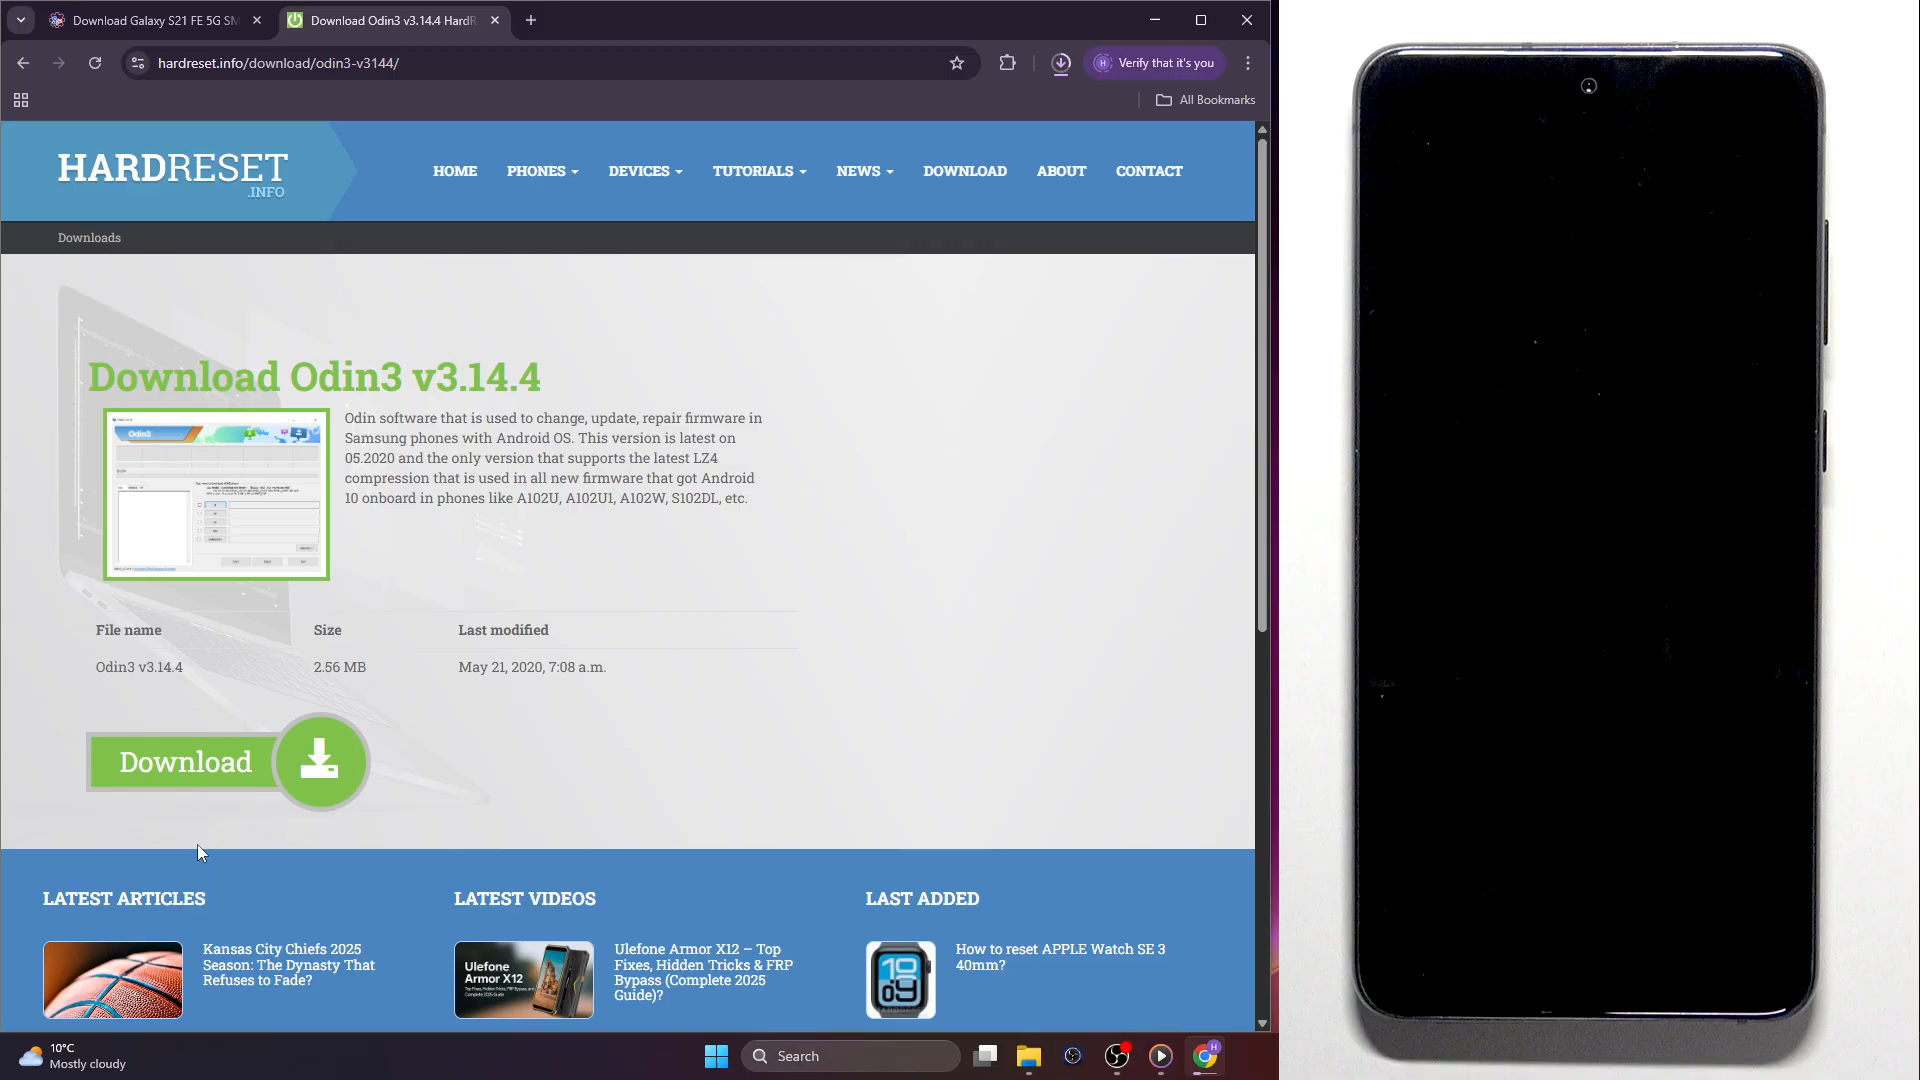 Download Galaxy S21 FE 5G SM
Download Odin3 v3.14.4 HardR
hardreset.info/download/odin3-v3144/
H
Verify that it's you
All Bookmarks
HARDRESET
.INFO
HOME
PHONES
DEVICES
TUTORIALS
NEWS
DOWNLOAD
ABOUT
CONTACT
Downloads
Download Odin3 v3.14.4
Odin3
Odin software that is used to change, update, repair firmware in
Samsung phones with Android OS. This version is latest on
05.2020 and the only version that supports the latest LZ4
compression that is used in all new firmware that got Android
10 onboard in phones like A102U, A102U1, A102W, S102DL, etc.
File name
Size
Last modified
Odin3 v3.14.4
2.56 MB
May 21, 2020, 7:08 a.m.
Download
LATEST ARTICLES
LATEST VIDEOS
LAST ADDED
Kansas City Chiefs 2025
Season: The Dynasty That
Refuses to Fade?
Ulefone Armor X12
Ulefone Armor X12 – Top
Fixes, Hidden Tricks & FRP
Bypass (Complete 2025
Guide)?
How to reset APPLE Watch SE 3
40mm?
10°C
Mostly cloudy
Search
H